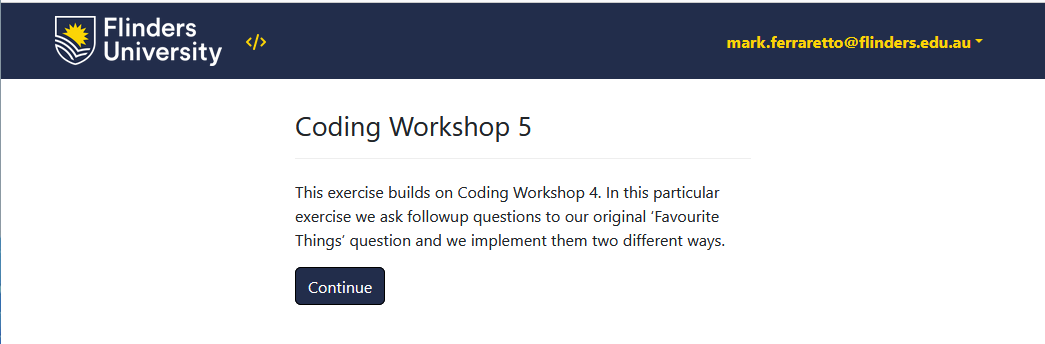 Flinders
University
</>
mark.ferraretto@flinders.edu.au
Coding Workshop 5
This exercise builds on Coding Workshop 4. In this particular
exercise we ask followup questions to our original ‘Favourite
Things’ question and we implement them two different ways.
Continue